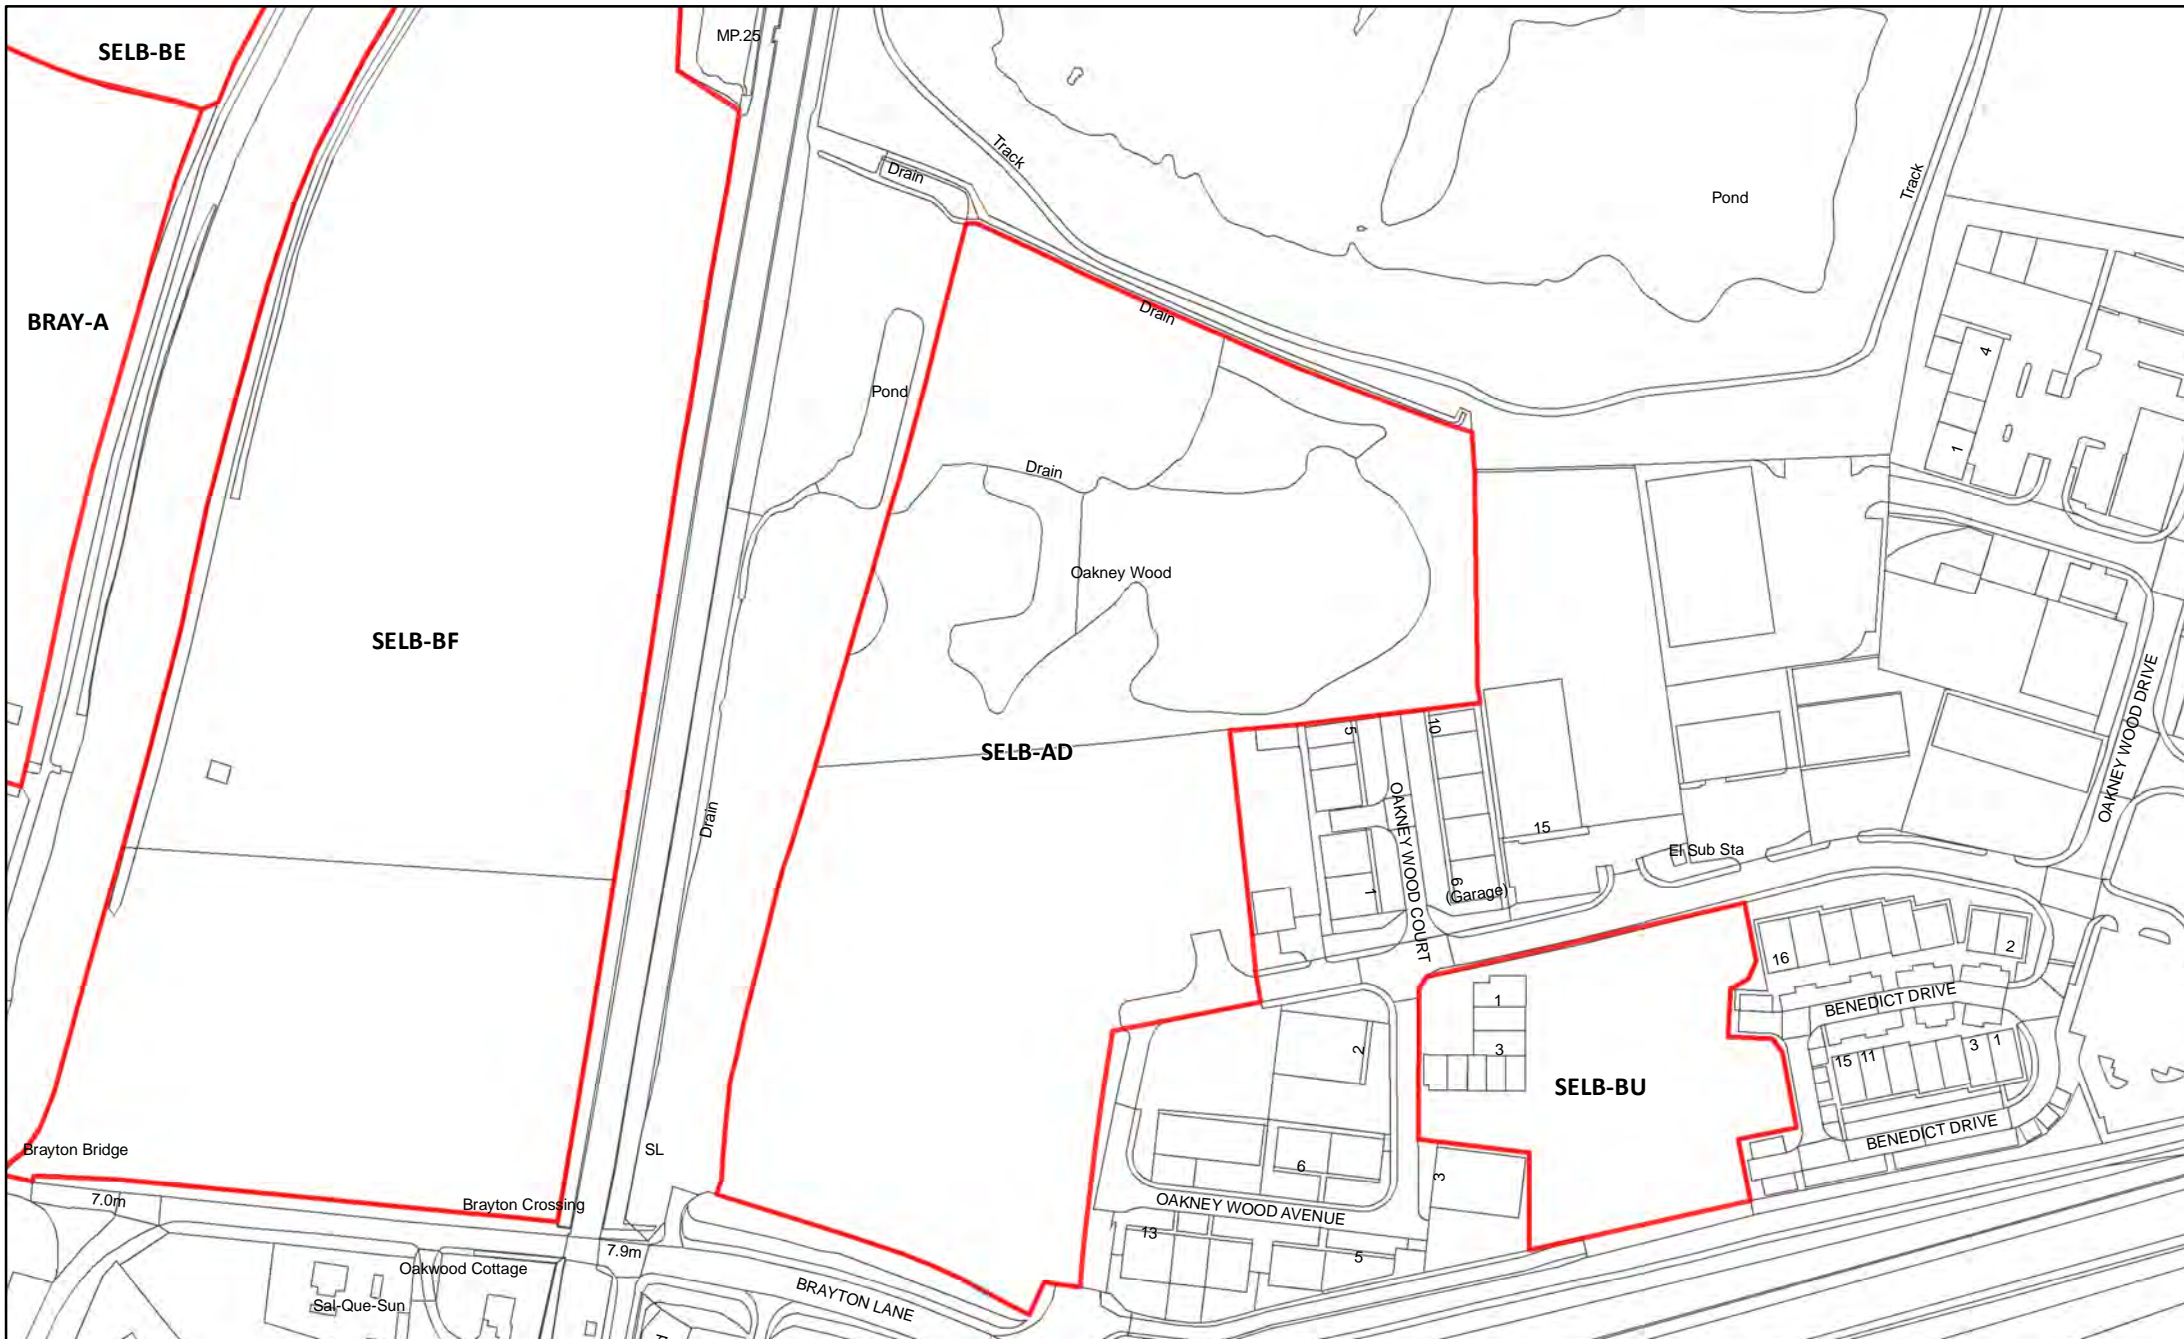 SELB-BE
MP.25
Track
Drain
Pond
Track
BRAY-A
Drain
4
Pond
1
Drain
Oakney Wood
SELB-BF
OAKNEY WOOD DRIVE
5
10
SELB-AD
OAKNEY WOOD COURT
Drain
15
El Sub Sta
1
6
(Garage)
16
2
1
BENEDICT DRIVE
2
3
15
11
3
1
SELB-BU
BENEDICT DRIVE
Brayton Bridge
SL
6
3
7.0m
Brayton Crossing
OAKNEY WOOD AVENUE
13
7.9m
5
Oakwood Cottage
BRAYTON LANE
Sal-Que-Sun